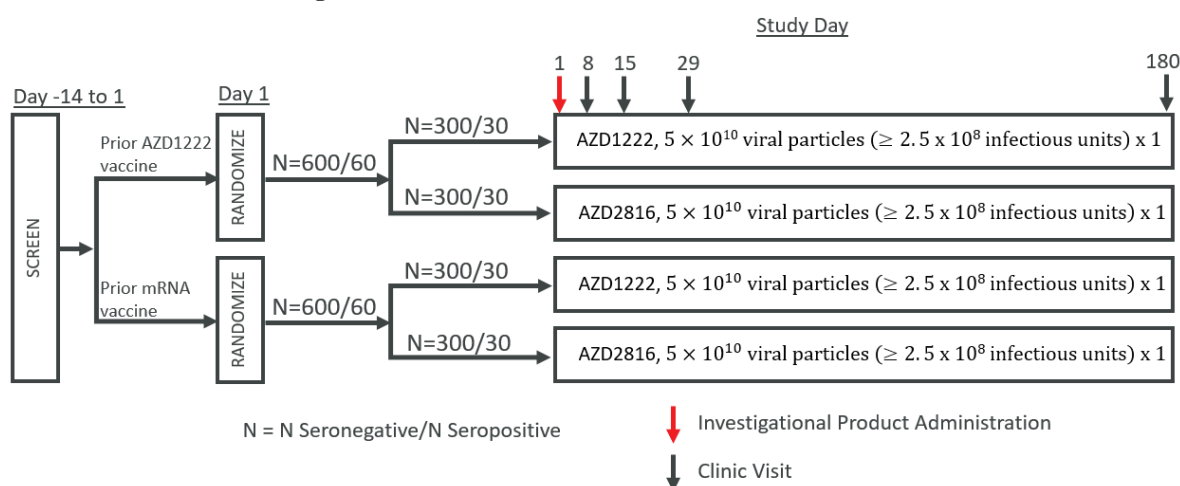 Study Day
1 8 15 29 180
Day -14 to 1
Day 1
SCREEN
Prior AZD1222
vaccine
RANDOMIZE
N=600/60
N=300/30
AZD1222, 5 × 10¹⁰ viral particles (≥ 2.5 x 10⁸ infectious units) x 1
N=300/30
AZD2816, 5 × 10¹⁰ viral particles (≥ 2.5 x 10⁸ infectious units) x 1
Prior mRNA
vaccine
RANDOMIZE
N=600/60
N=300/30
AZD1222, 5 × 10¹⁰ viral particles (≥ 2.5 x 10⁸ infectious units) x 1
N=300/30
AZD2816, 5 × 10¹⁰ viral particles (≥ 2.5 x 10⁸ infectious units) x 1
N = N Seronegative/N Seropositive
Investigational Product Administration
Clinic Visit